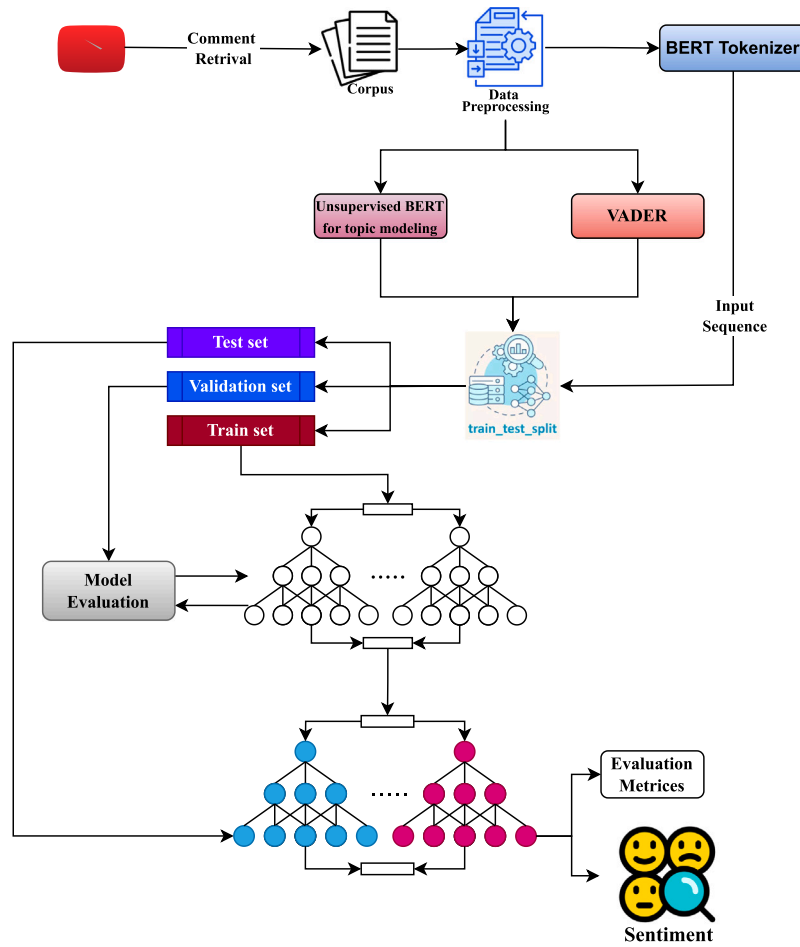 Comment
Retrival
Corpus
Data
Preprocessing
BERT Tokenizer
Unsupervised BERT
for topic modeling
VADER
Input
Sequence
Test set
Validation set
Train set
train_test_split
Model
Evaluation
Evaluation
Metrices
Sentiment